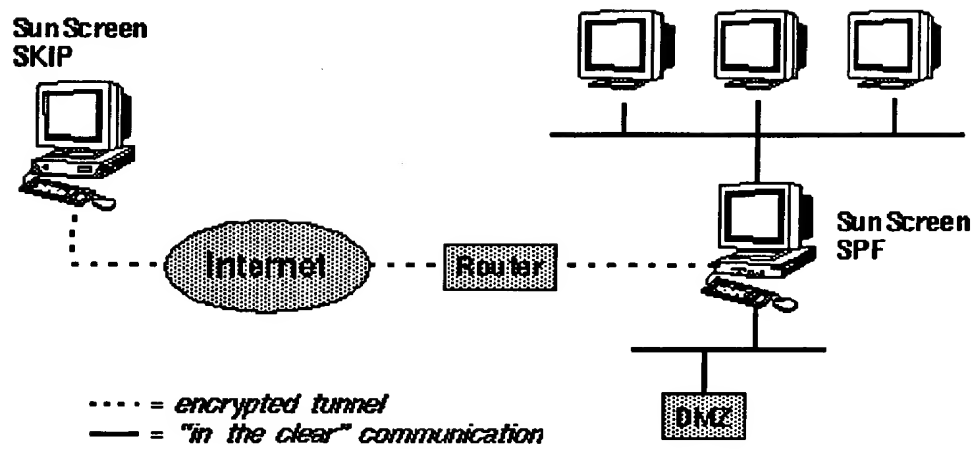 Sun Screen
SKIP
Sun Screen
SPF
Internet
Router
DMZ
= encrypted tunnel
= "in the clear" communication